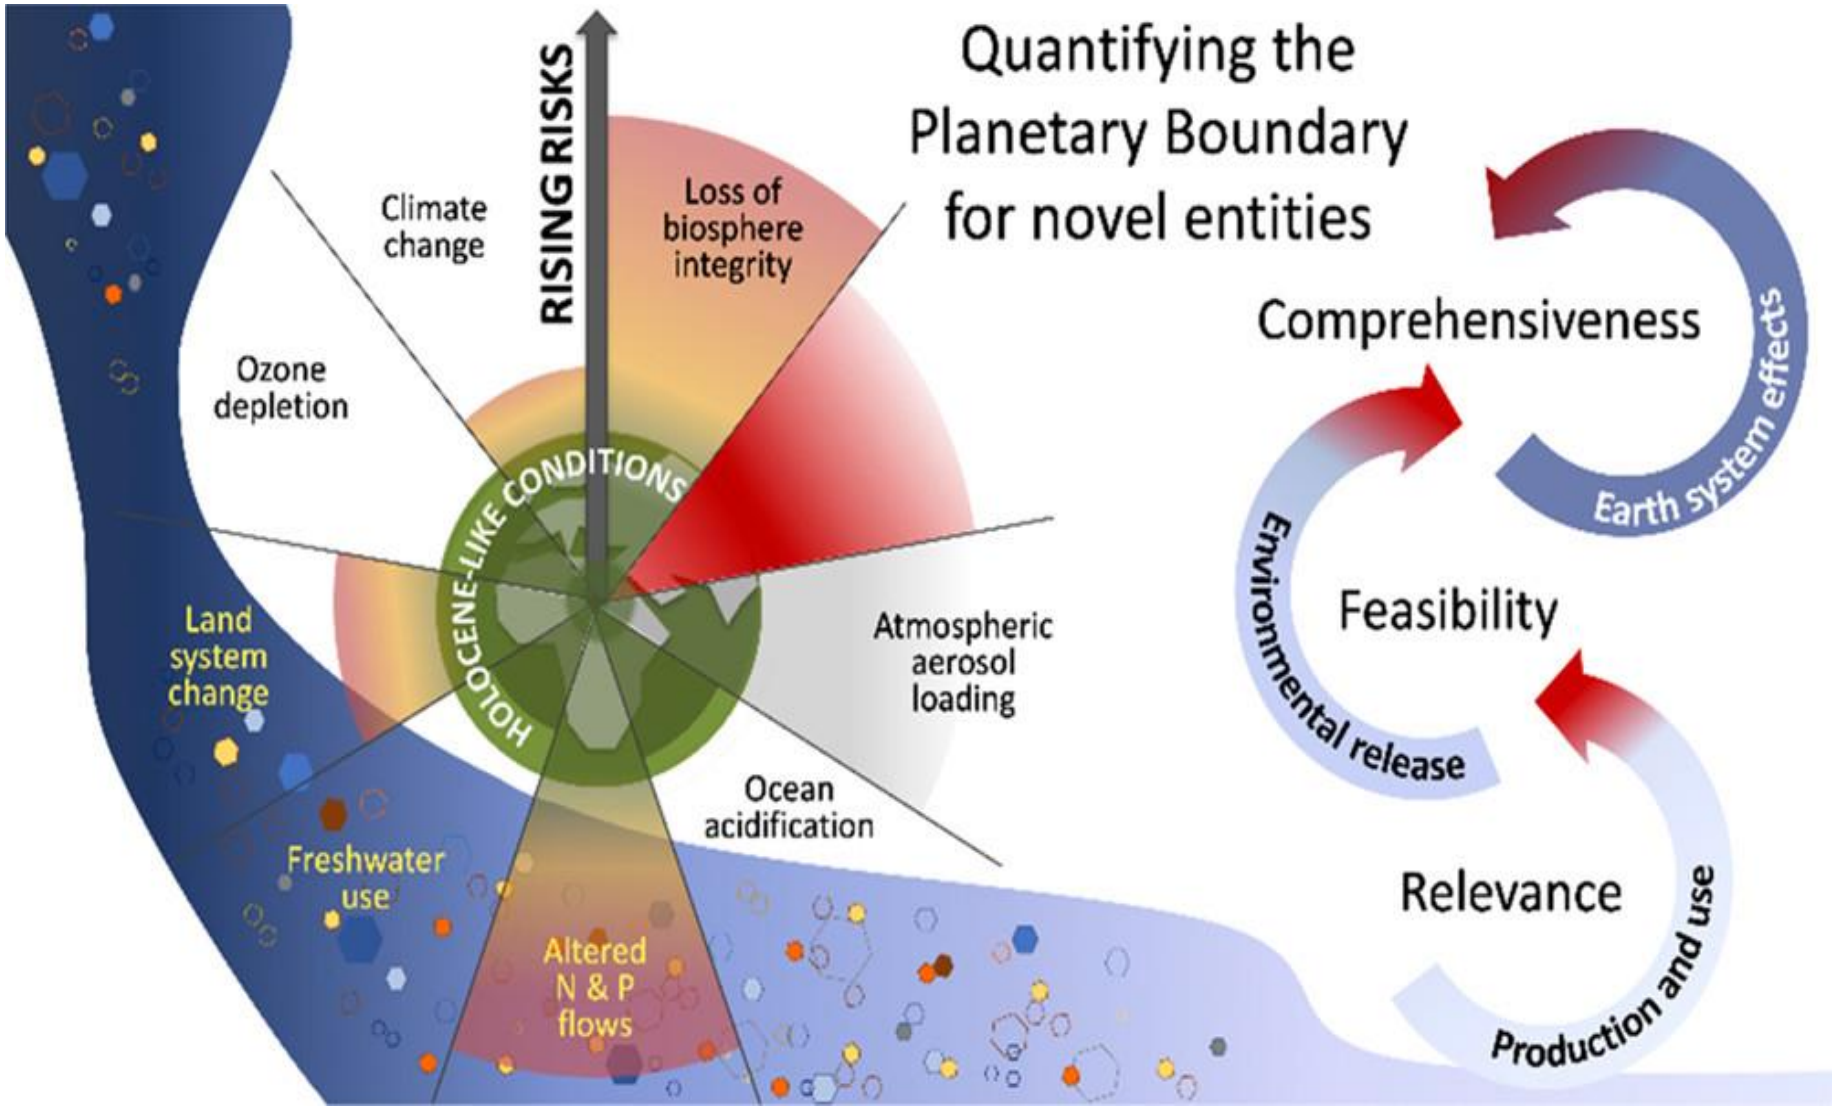 Quantifying the
Planetary Boundary
for novel entities
RISING RISKS
Climate
change
Loss of
biosphere
integrity
Ozone
depletion
HOLOCENE-LIKE CONDITIONS
Land
system
change
Atmospheric
aerosol
loading
Ocean
acidification
Freshwater
use
Altered
N & P
flows
Comprehensiveness
Earth system effects
Feasibility
Environmental release
Relevance
Production and use